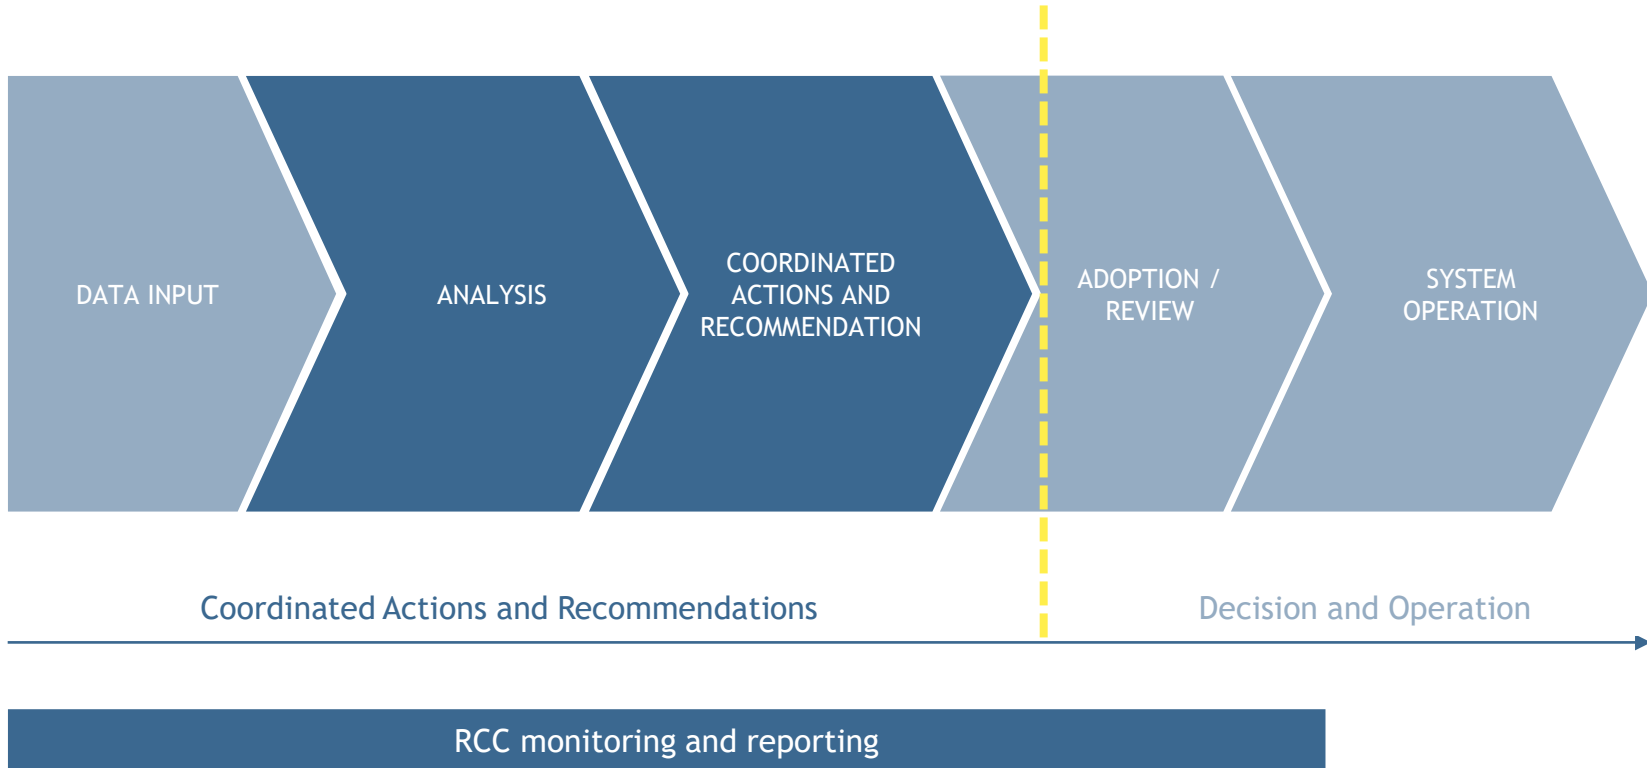 DATA INPUT
ANALYSIS
COORDINATED
ACTIONS AND
RECOMMENDATION
ADOPTION /
REVIEW
SYSTEM
OPERATION
Coordinated Actions and Recommendations
Decision and Operation
RCC monitoring and reporting